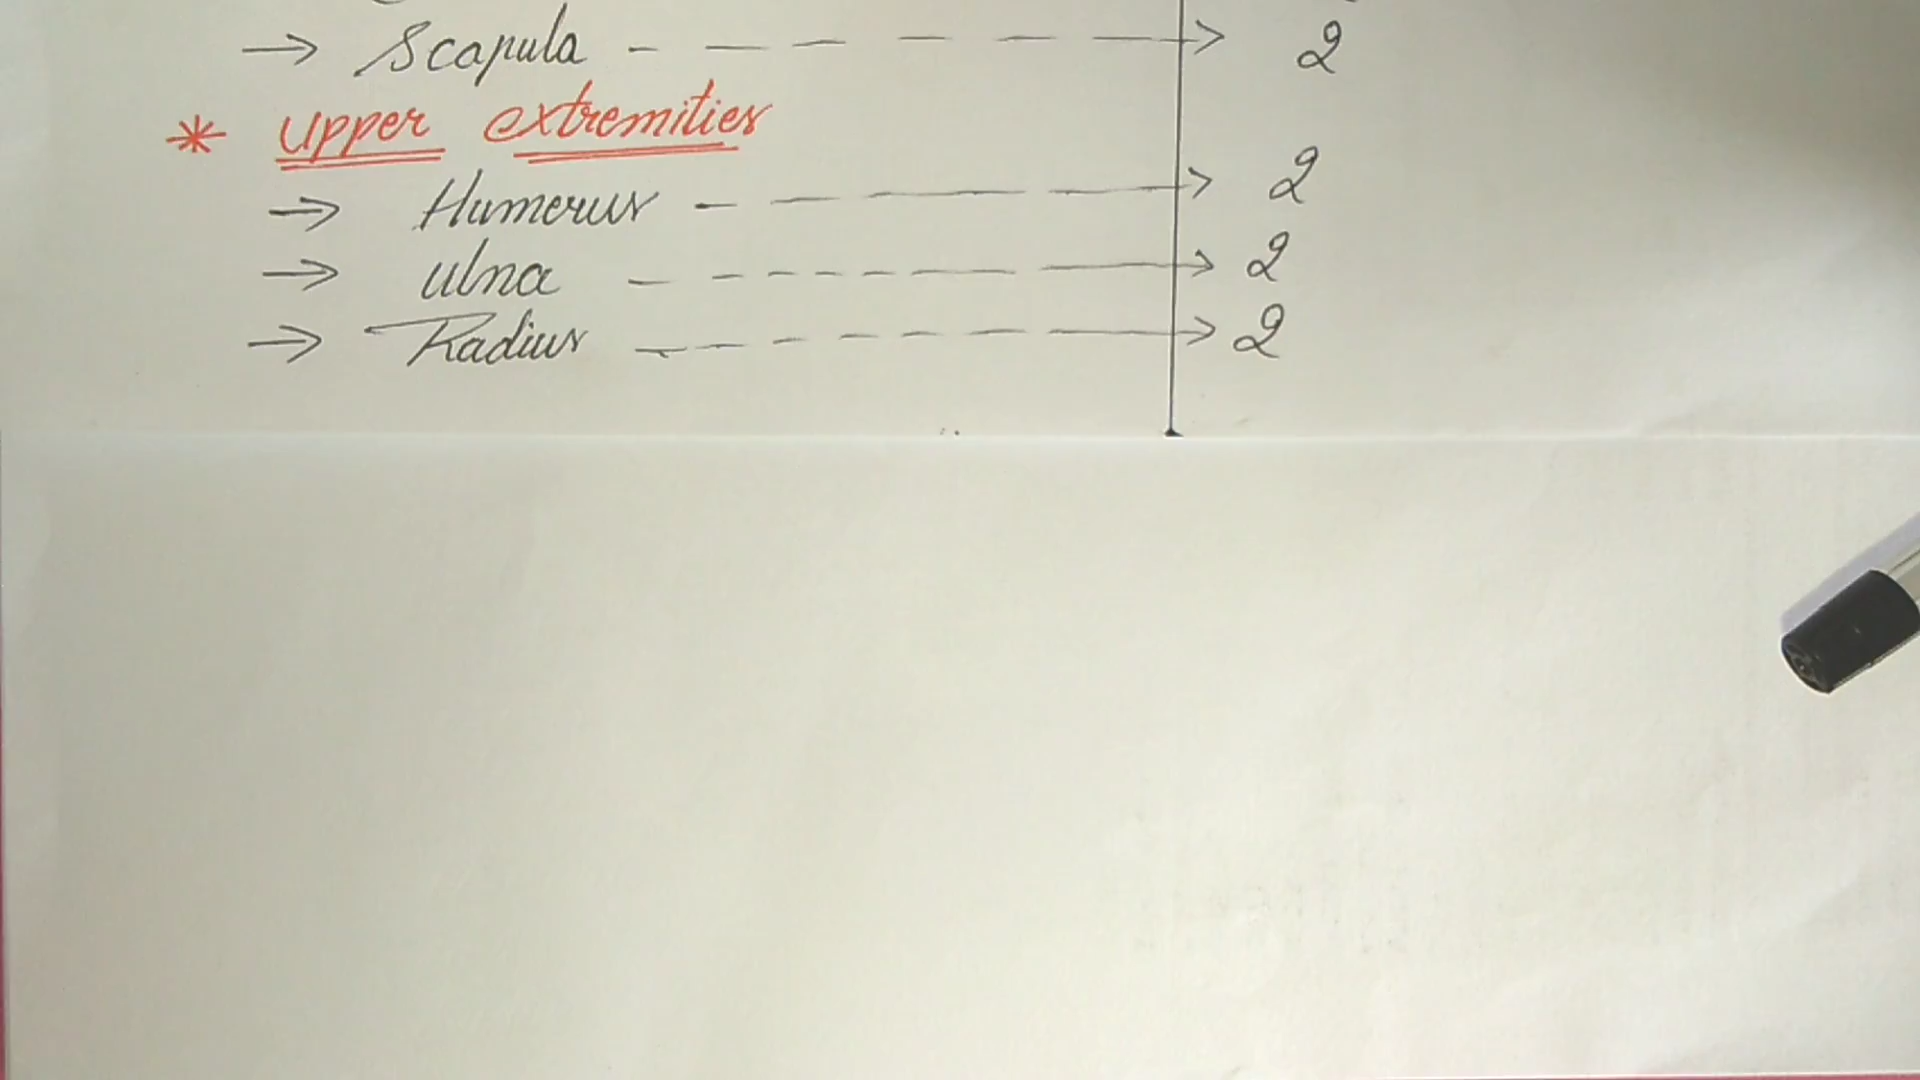 → Scapula - - - - - → 2
* Upper extremities
→ Humerus - - - - → 2
→ ulna - - - - - → 2
→ Radius - - - - - → 2